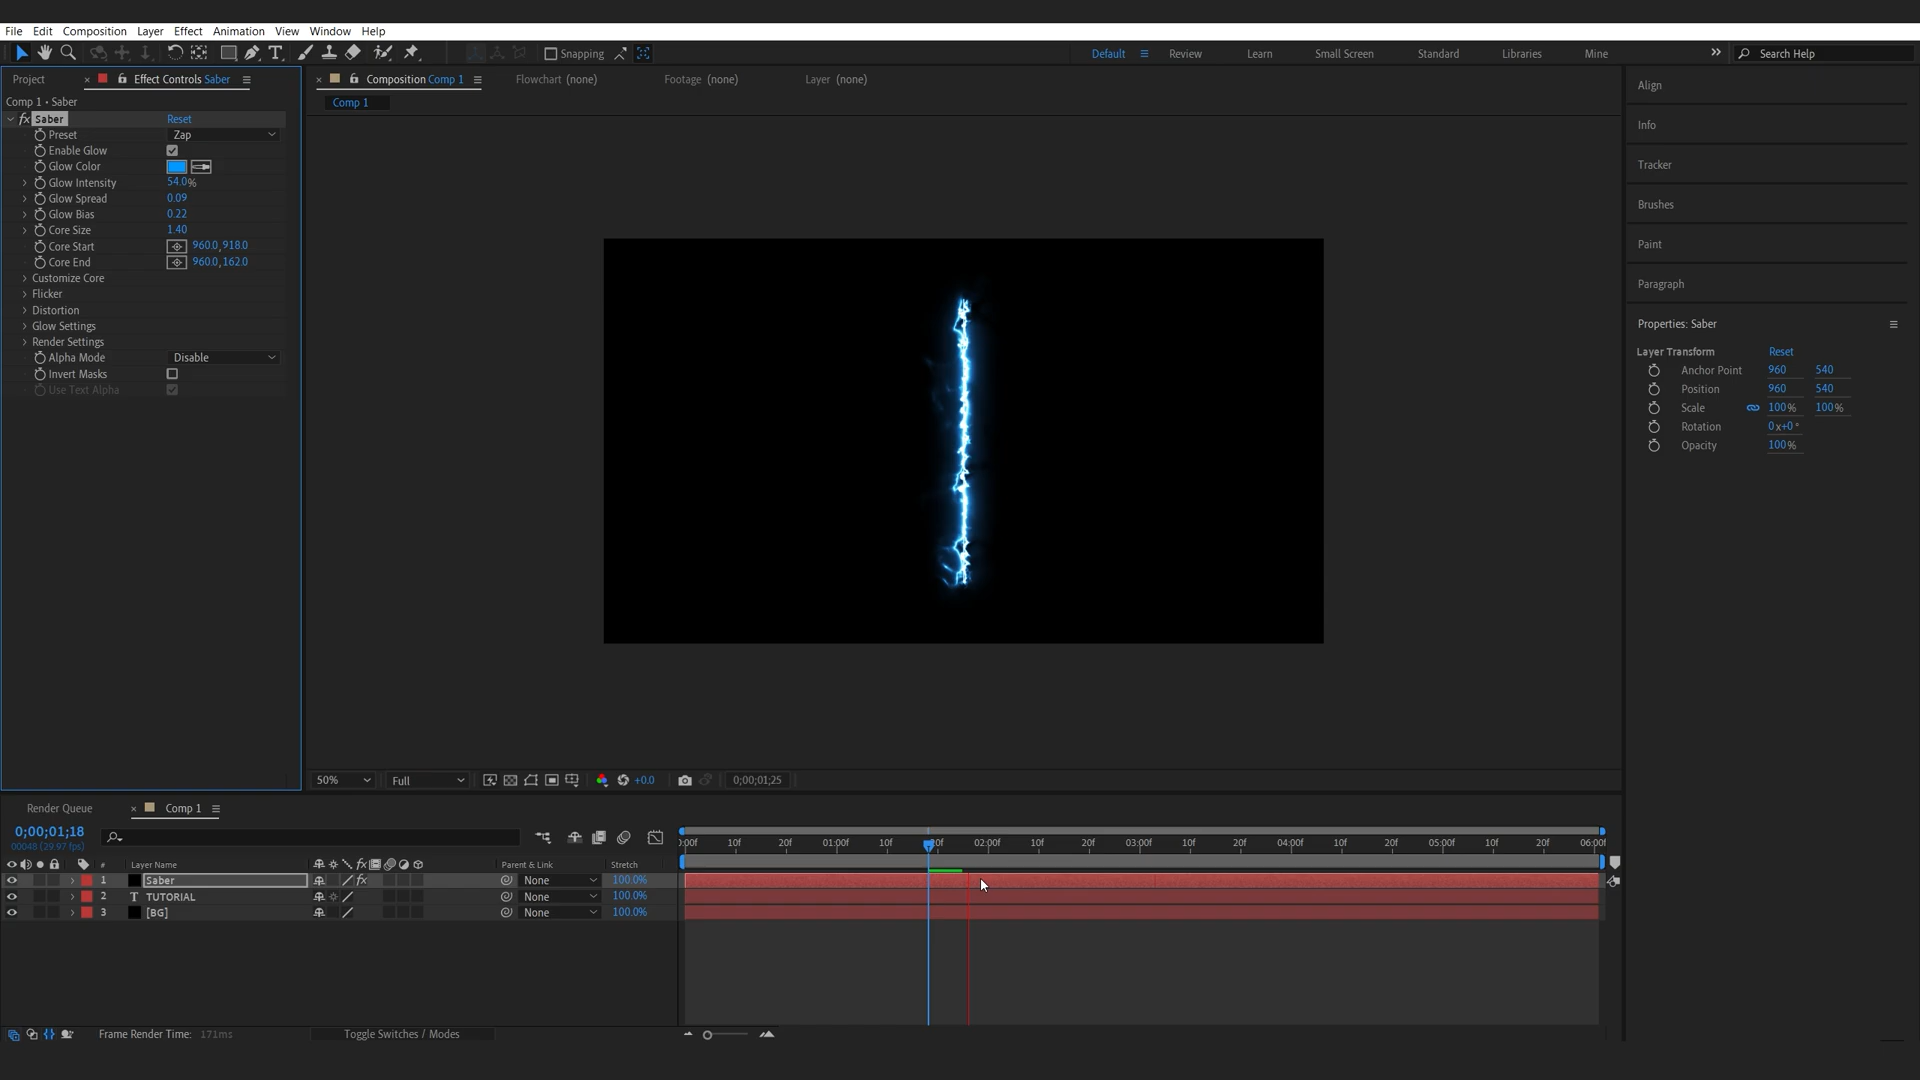 File Edit Composition Layer Effect Animation View Window Help
Snapping Default Review Learn Small Screen Standard Libraries Mine Search Help
Project Effect Controls Saber Composition Comp 1 Flowchart (none) Footage (none) Layer (none)
Comp 1 • Saber
Comp 1
fx Saber Reset
Preset Zap
Enable Glow
Glow Color
Glow Intensity 54.0%
Glow Spread 0.09
Glow Bias 0.22
Core Size 1.40
Core Start 960.0,918.0
Core End 960.0,162.0
Customize Core
Flicker
Distortion
Glow Settings
Render Settings
Alpha Mode Disable
Invert Masks
Use Text Alpha
Align
Info
Tracker
Brushes
Paint
Paragraph
Properties: Saber
Layer Transform Reset
Anchor Point 960 540
Position 960 540
Scale 100% 100%
Rotation 0x+0°
Opacity 100%
50% Full +0.0 0;00;01;25
Render Queue Comp 1
0;00;01;18
00048 (29.97 fps)
0:00f 10f 20f 01:00f 10f 20f 02:00f 10f 20f 03:00f 10f 20f 04:00f 10f 20f 05:00f 10f 20f 06:00f
# Layer Name fx Parent & Link Stretch
1 Saber fx None 100.0%
2 T TUTORIAL None 100.0%
3 [BG] None 100.0%
Frame Render Time: 171ms Toggle Switches / Modes